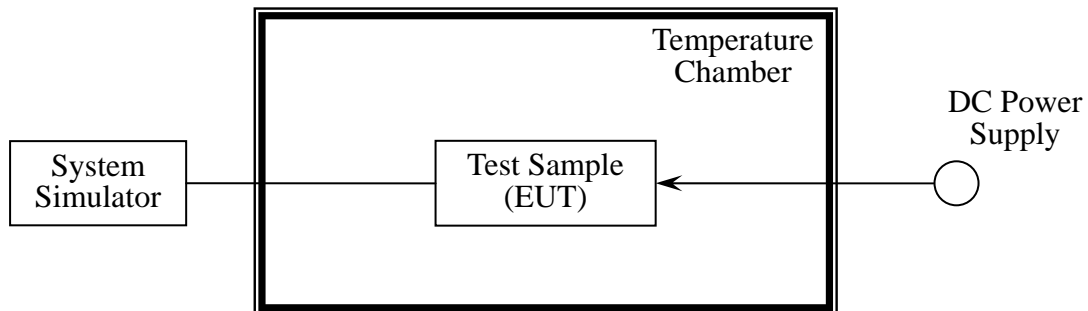 Temperature
Chamber
DC Power
Supply
System
Simulator
Test Sample
(EUT)